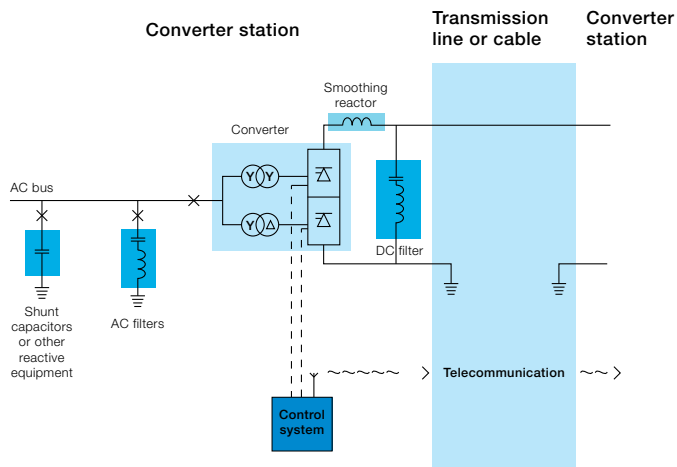 Converter station
Transmission
line or cable
Converter
station
Smoothing
reactor
Converter
Y Y
AC bus
Y Δ
DC filter
Shunt
capacitors
or other
reactive
equipment
AC filters
Telecommunication
Control
system